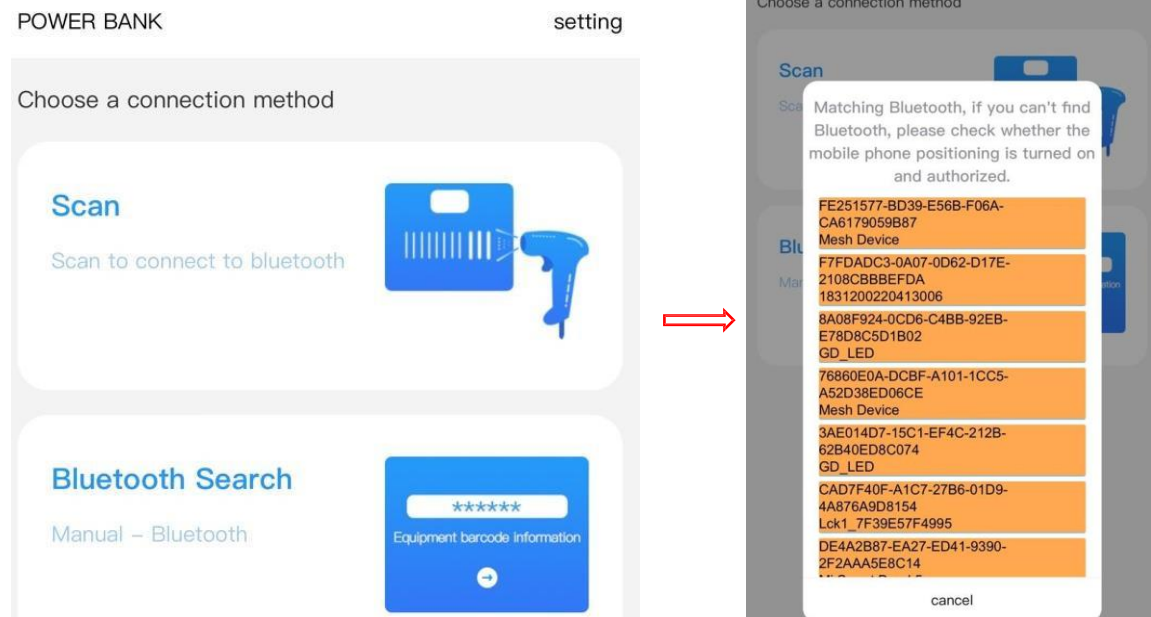 POWER BANK
setting
Choose a connection method
Scan
Scan to connect to bluetooth
Bluetooth Search
Manual – Bluetooth
******
Equipment barcode information
Choose a connection method
Scan
Sca
Matching Bluetooth, if you can't find
Bluetooth, please check whether the
mobile phone positioning is turned on
and authorized.
FE251577-BD39-E56B-F06A-
CA6179059B87
Mesh Device
F7FDADC3-0A07-0D62-D17E-
2108CBBBEFDA
1831200220413006
8A08F924-0CD6-C4BB-92EB-
E78D8C5D1B02
GD_LED
76860E0A-DCBF-A101-1CC5-
A52D38ED06CE
Mesh Device
3AE014D7-15C1-EF4C-212B-
62B40ED8C074
GD_LED
CAD7F40F-A1C7-27B6-01D9-
4A876A9D8154
Lck1_7F39E57F4995
DE4A2B87-EA27-ED41-9390-
2F2AAA5E8C14
Blu
Mar
ation
cancel